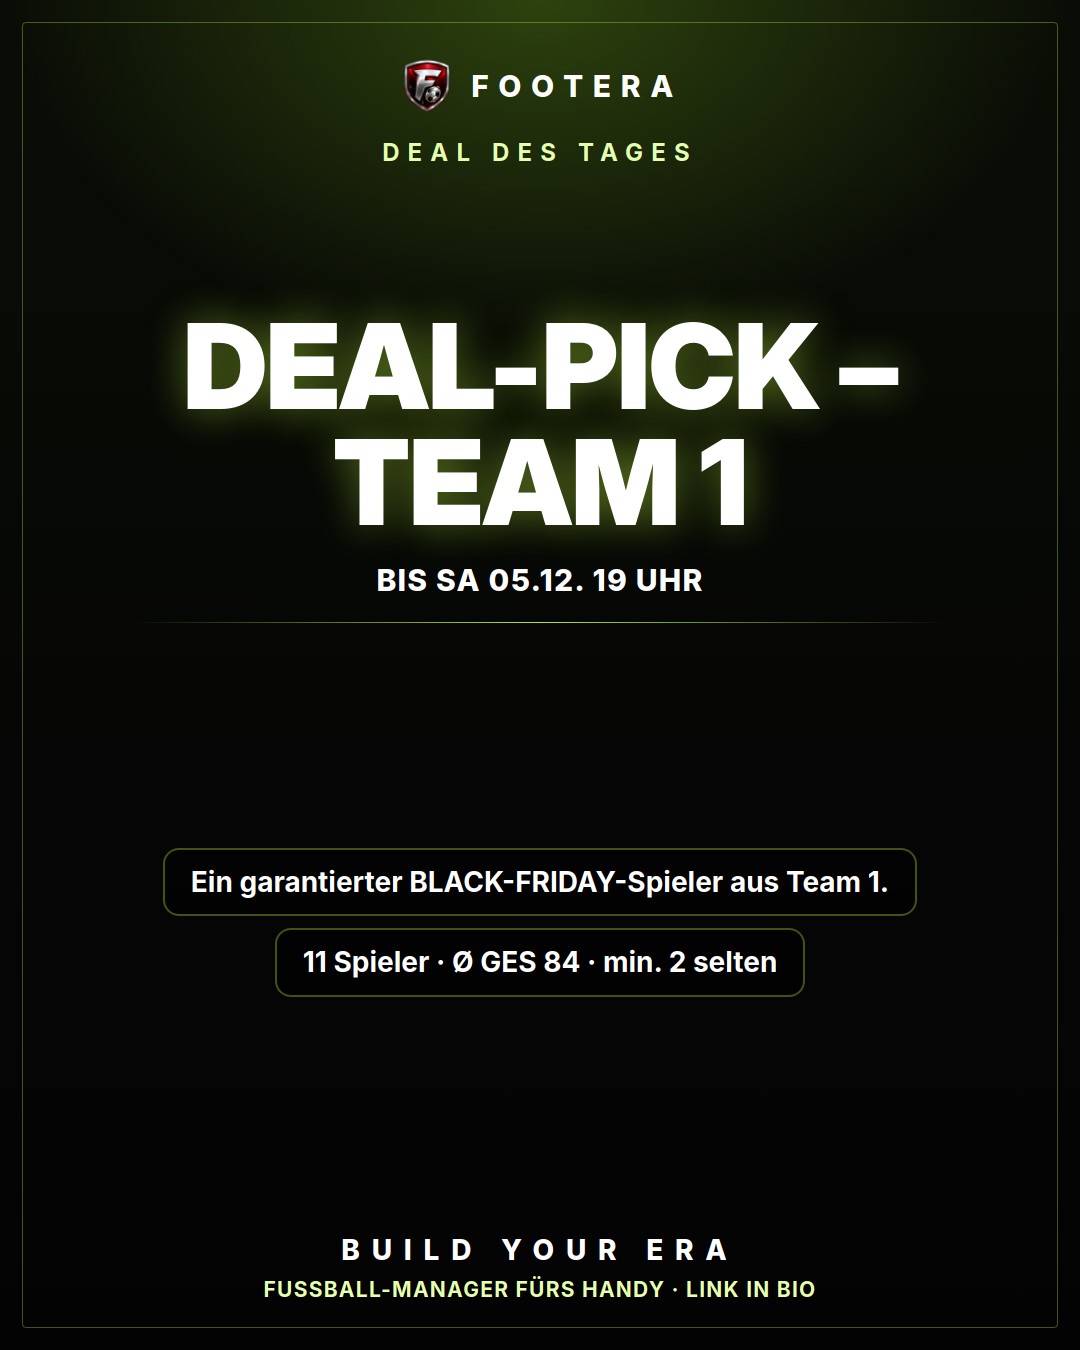 FOOTERA
DEAL DES TAGES
DEAL-PICK –
TEAM 1
BIS SA 05.12. 19 UHR
Ein garantierter BLACK-FRIDAY-Spieler aus Team 1.
11 Spieler · Ø GES 84 · min. 2 selten
BUILD YOUR ERA
FUSSBALL-MANAGER FÜRS HANDY · LINK IN BIO